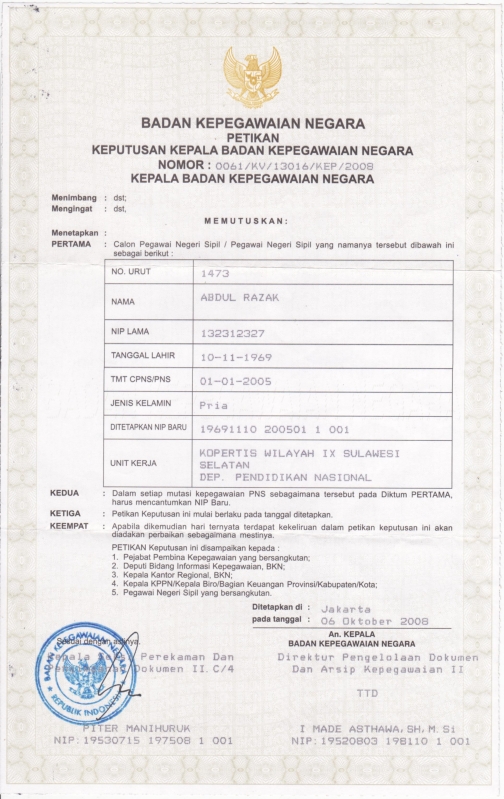 BADAN KEPEGAWAIAN NEGARA
PETIKAN
KEPUTUSAN KEPALA BADAN KEPEGAWAIAN NEGARA
NOMOR : 0061/KV/13016/KEP/2008
KEPALA BADAN KEPEGAWAIAN NEGARA
Menimbang : dst;
Mengingat : dst,
MEMUTUSKAN:
Menetapkan :
PERTAMA : Calon Pegawai Negeri Sipil / Pegawai Negeri Sipil yang namanya tersebut dibawah ini
sebagai berikut :
NO. URUT 1473
NAMA ABDUL RAZAK
NIP LAMA 132312327
TANGGAL LAHIR 10-11-1969
TMT CPNS/PNS 01-01-2005
JENIS KELAMIN Pria
DITETAPKAN NIP BARU 19691110 200501 1 001
UNIT KERJA KOPERTIS WILAYAH IX SULAWESI
SELATAN
DEP. PENDIDIKAN NASIONAL
KEDUA : Dalam setiap mutasi kepegawaian PNS sebagaimana tersebut pada Diktum PERTAMA,
harus mencantumkan NIP Baru.
KETIGA : Petikan Keputusan ini mulai berlaku pada tanggal ditetapkan.
KEEMPAT : Apabila dikemudian hari ternyata terdapat kekeliruan dalam petikan keputusan ini akan
diadakan perbaikan sebagaimana mestinya.
PETIKAN Keputusan ini disampaikan kepada :
1. Pejabat Pembina Kepegawaian yang bersangkutan;
2. Deputi Bidang Informasi Kepegawaian, BKN;
3. Kepala Kantor Regional, BKN;
4. Kepala KPPN/Kepala Biro/Bagian Keuangan Provinsi/Kabupaten/Kota;
5. Pegawai Negeri Sipil yang bersangkutan.
Ditetapkan di : Jakarta
pada tanggal : 06 Oktober 2008
An. KEPALA
BADAN KEPEGAWAIAN NEGARA
Direktur Pengelolaan Dokumen
Dan Arsip Kepegawaian II
TTD
I MADE ASTHAWA, SH, M. Si
NIP: 19520803 198110 1 001
Sesuai dengan aslinya.
Kepala Perekaman Dan
Dokumen II.C/4
BADAN KEPEGAWAIAN NEGARA
REPUBLIK INDONESIA
PITER MANIHURUK
NIP: 19530715 197508 1 001